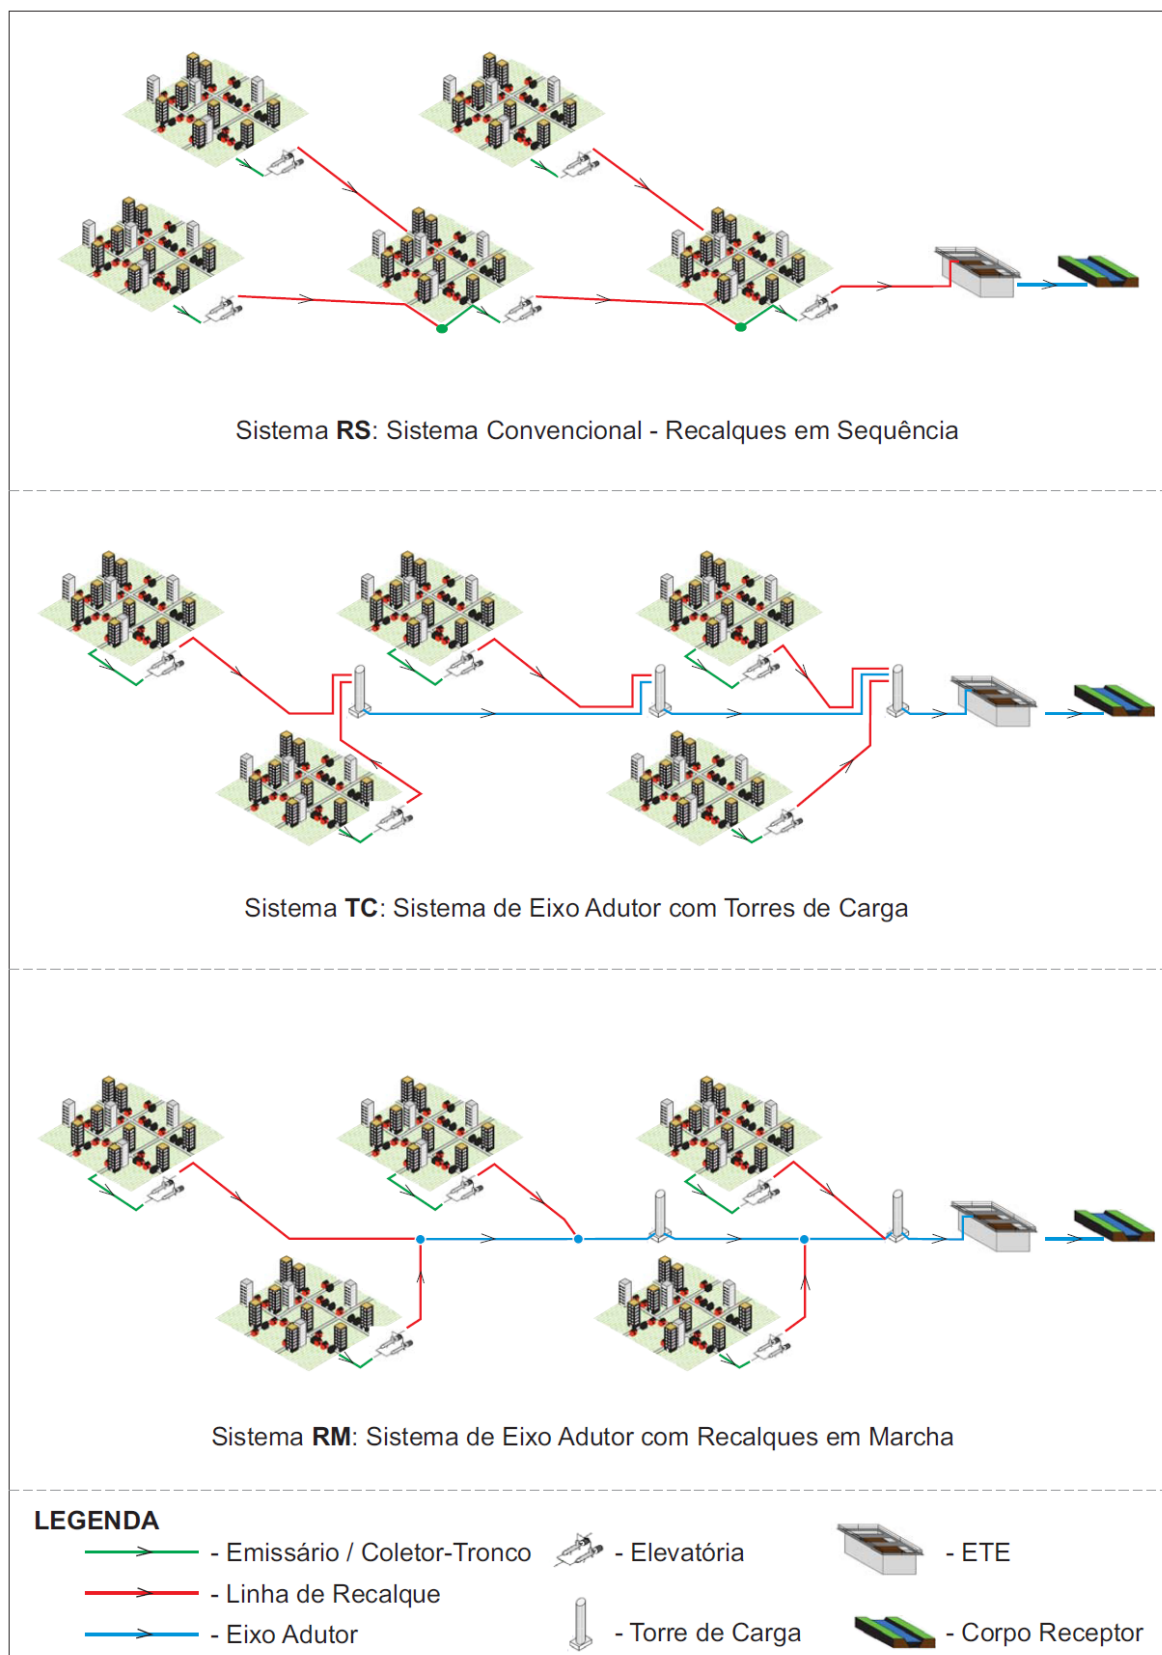 Sistema RS: Sistema Convencional - Recalques em Sequência
Sistema TC: Sistema de Eixo Adutor com Torres de Carga
Sistema RM: Sistema de Eixo Adutor com Recalques em Marcha
LEGENDA
- Emissário / Coletor-Tronco
- Elevatória
- ETE
- Linha de Recalque
- Eixo Adutor
- Torre de Carga
- Corpo Receptor